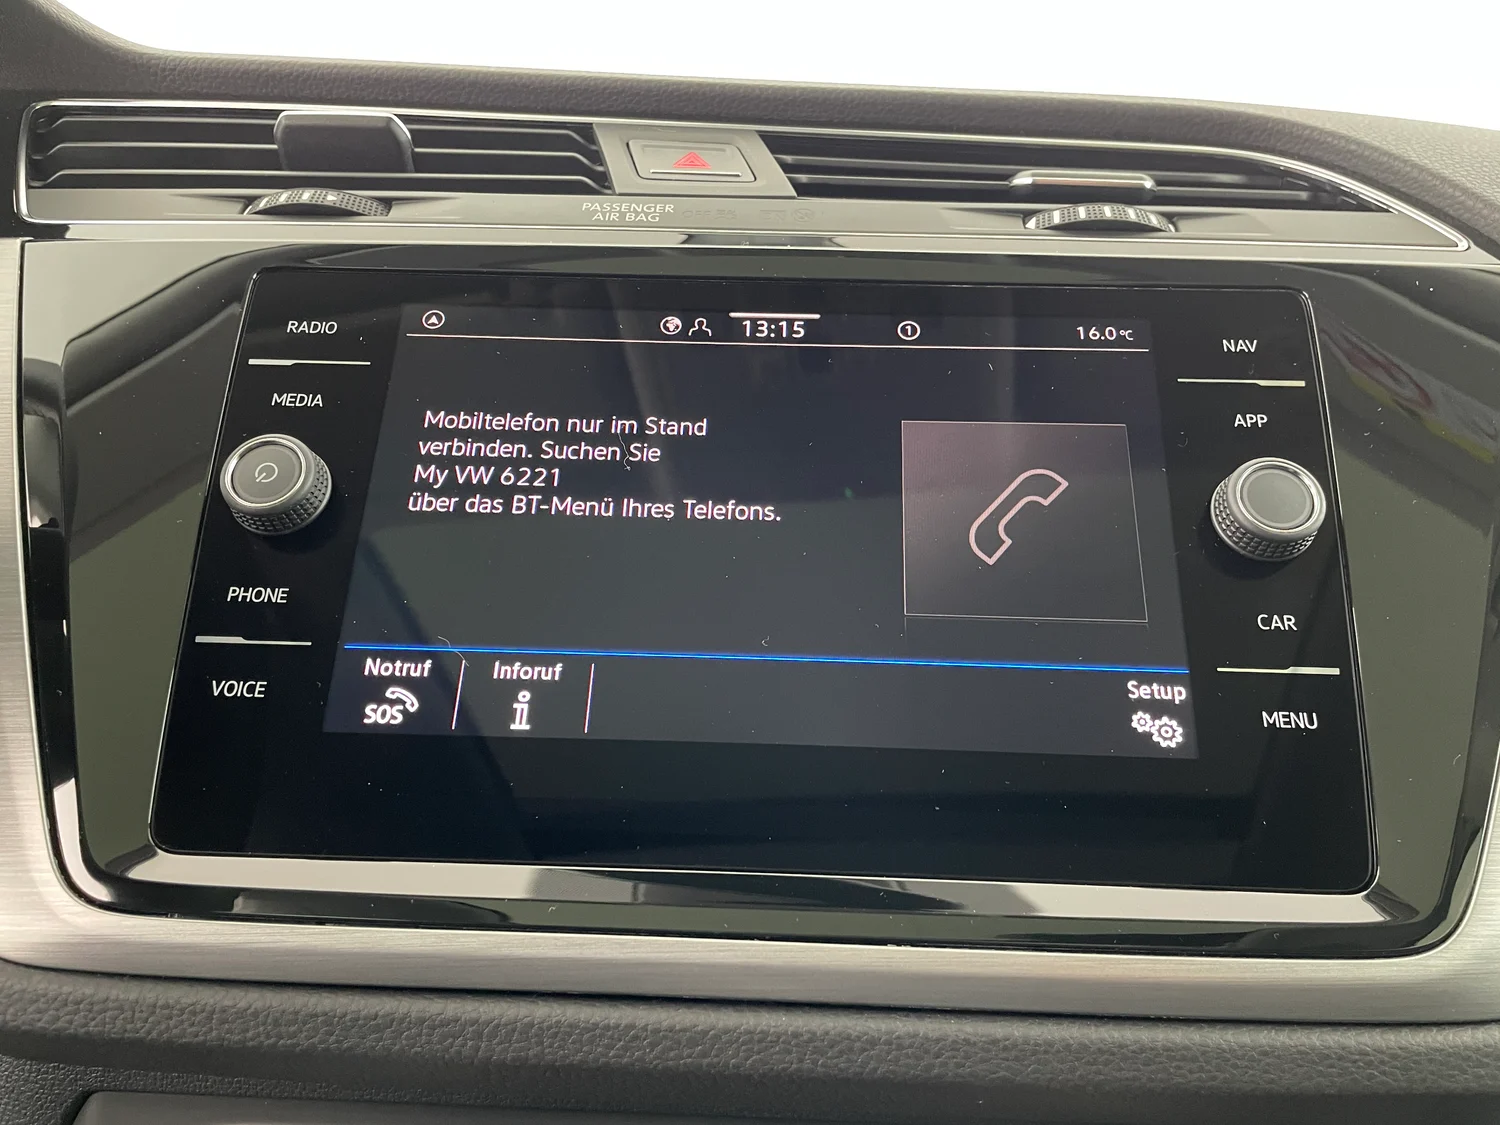 PASSENGER
AIR BAG
RADIO
MEDIA
PHONE
VOICE
13:15
1
16.0°C
Mobiltelefon nur im Stand
verbinden. Suchen Sie
My VW 6221
über das BT-Menü Ihres Telefons.
Notruf
SOS
Inforuf
i
Setup
NAV
APP
CAR
MENU